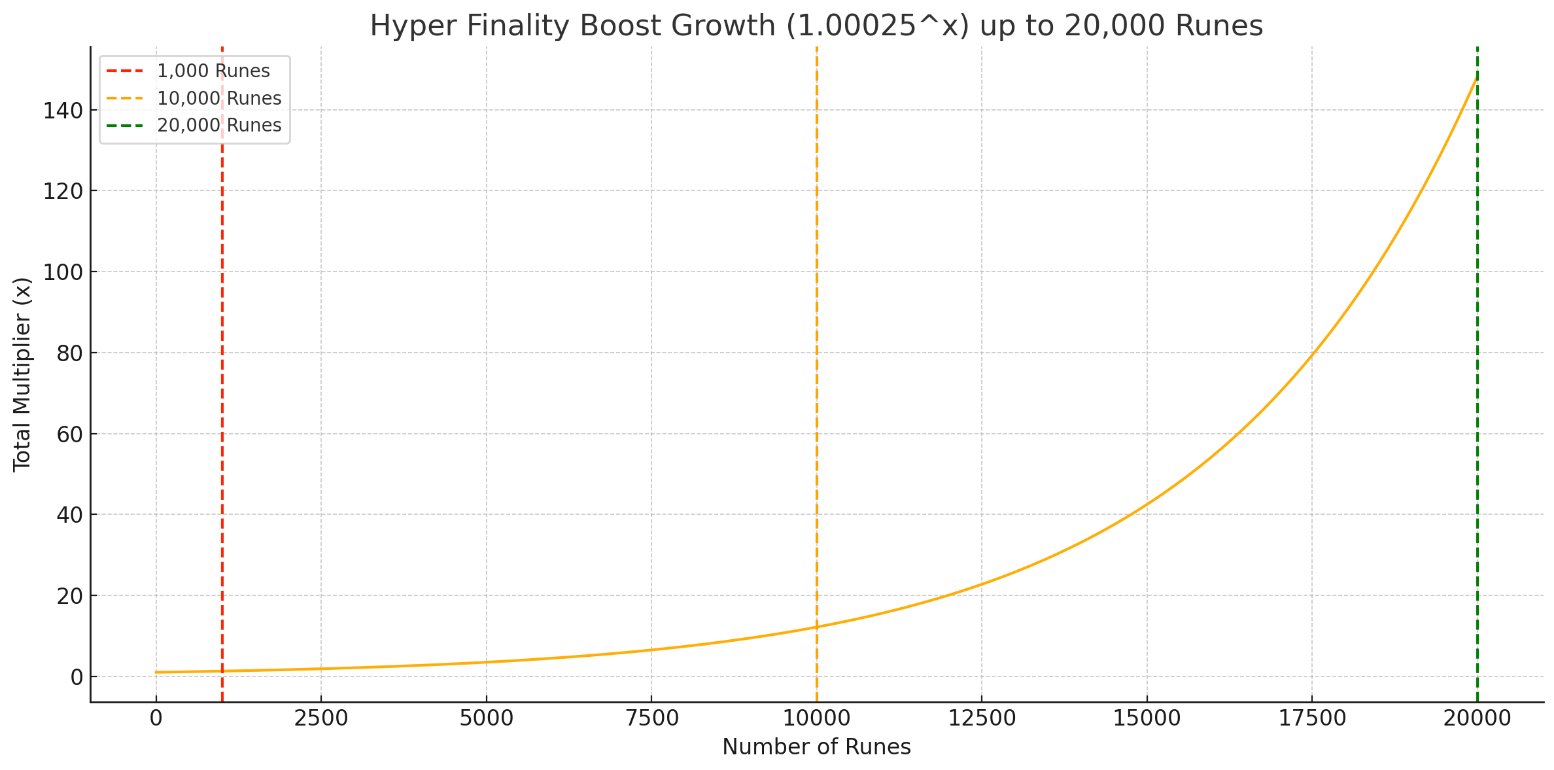 Hyper Finality Boost Growth (1.00025^x) up to 20,000 Runes
1,000 Runes
10,000 Runes
20,000 Runes
Total Multiplier (x)
140
120
100
80
60
40
20
0
0 2500 5000 7500 10000 12500 15000 17500 20000
Number of Runes